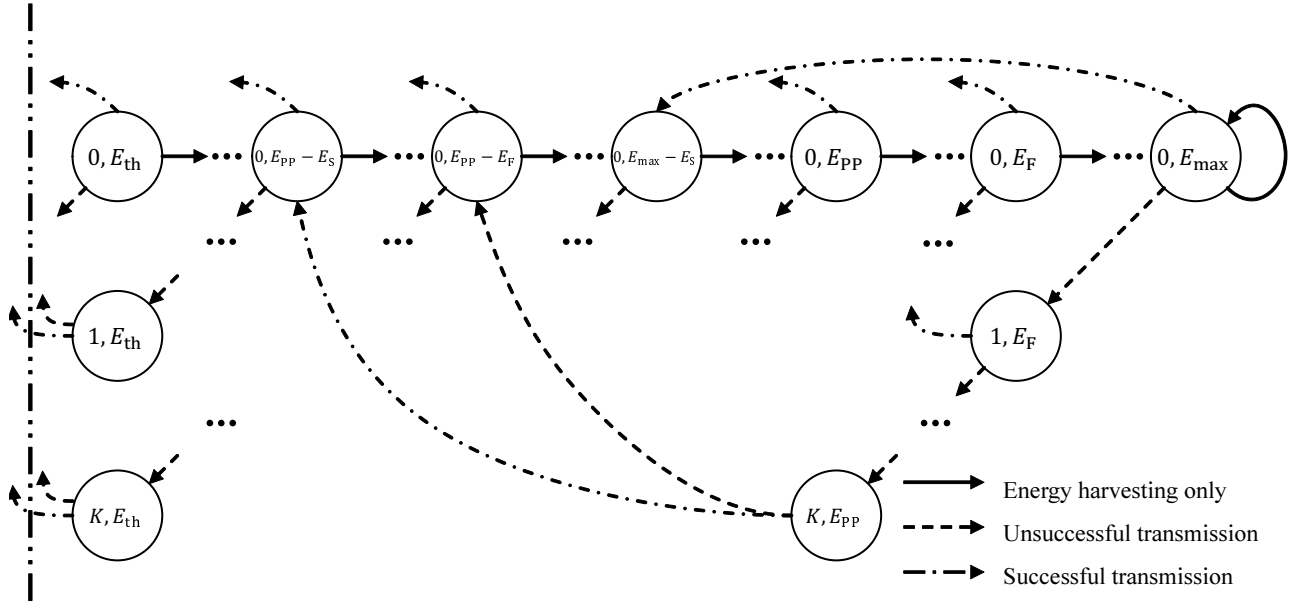 0, E_th ••• 0, E_PP − E_S ••• 0, E_PP − E_F ••• 0, E_max − E_S ••• 0, E_PP ••• 0, E_F ••• 0, E_max
••• ••• ••• ••• •••
1, E_th 1, E_F
••• •••
K, E_th K, E_PP
Energy harvesting only
Unsuccessful transmission
Successful transmission